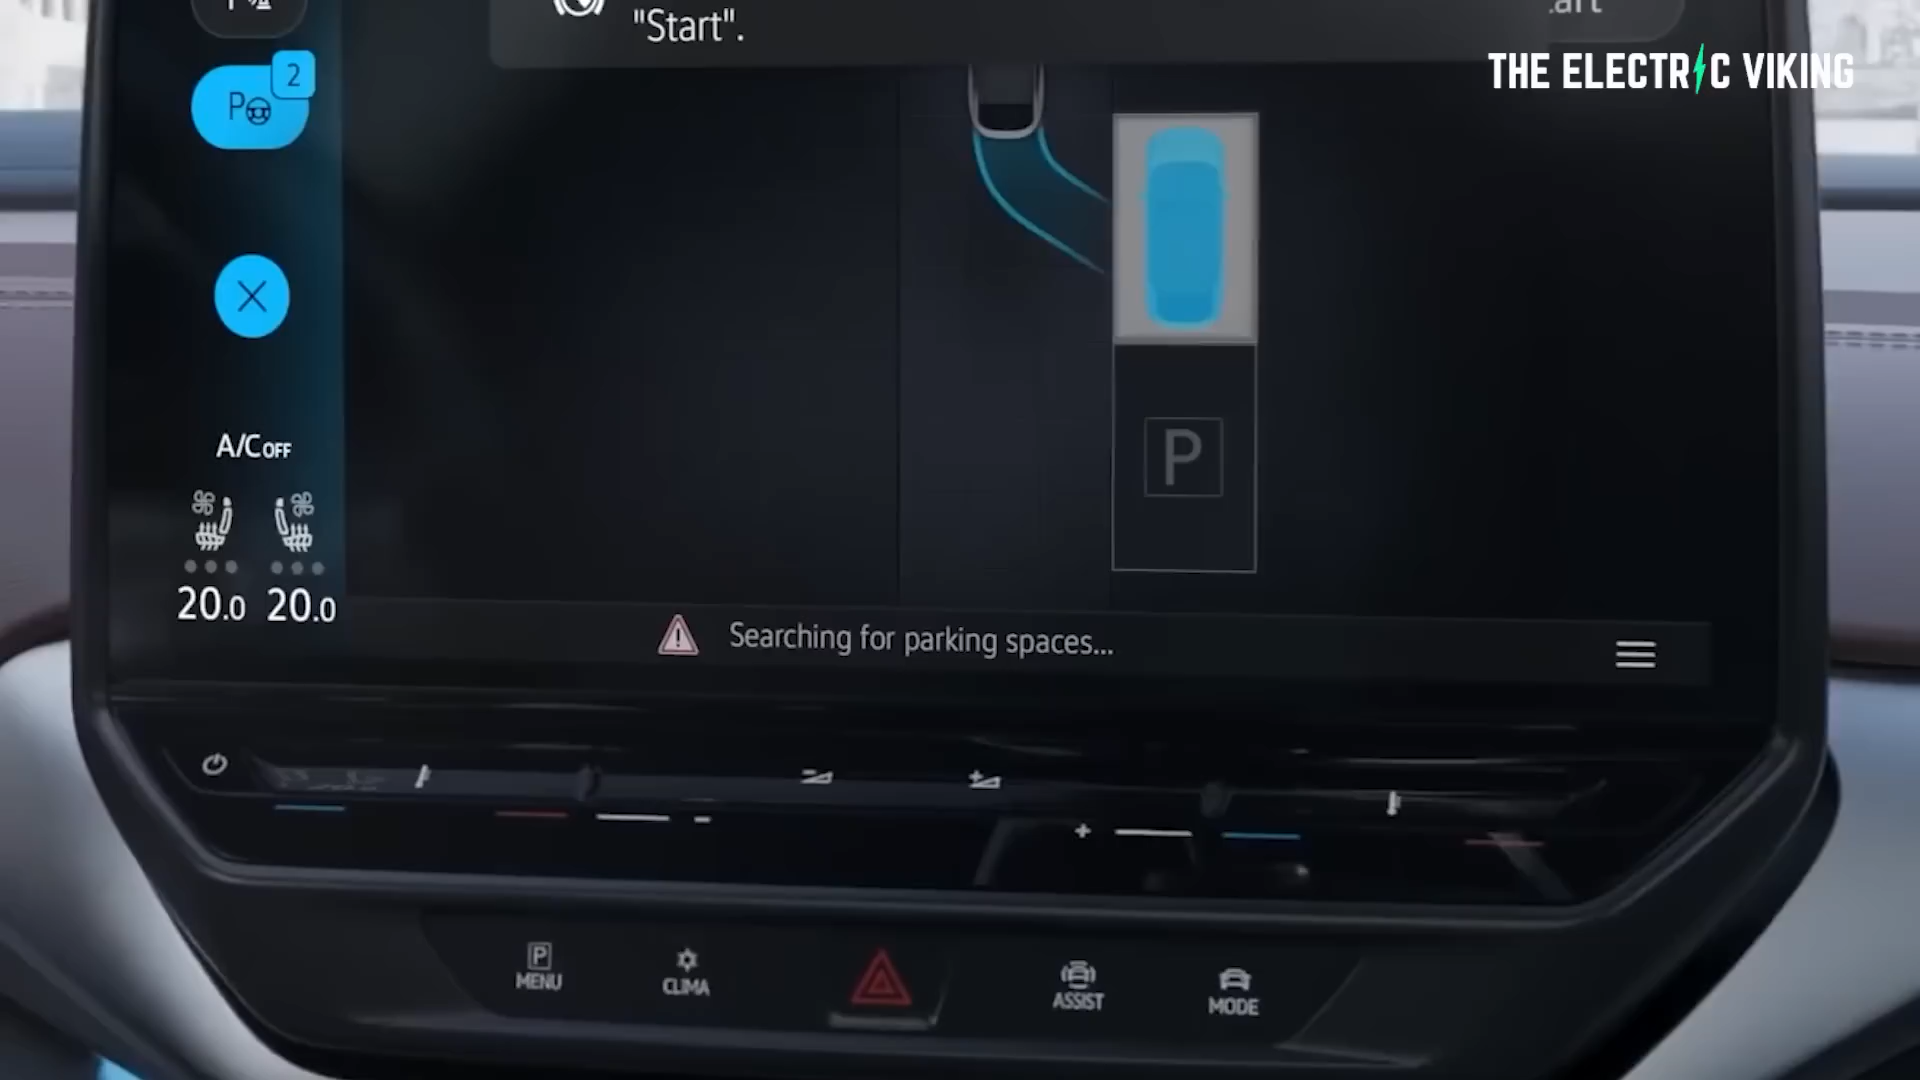 "Start".
THE ELECTRIC VIKING
2
P
A/C OFF
20.0 20.0
P
Searching for parking spaces...
P
MENU
CLIMA
ASSIST
MODE